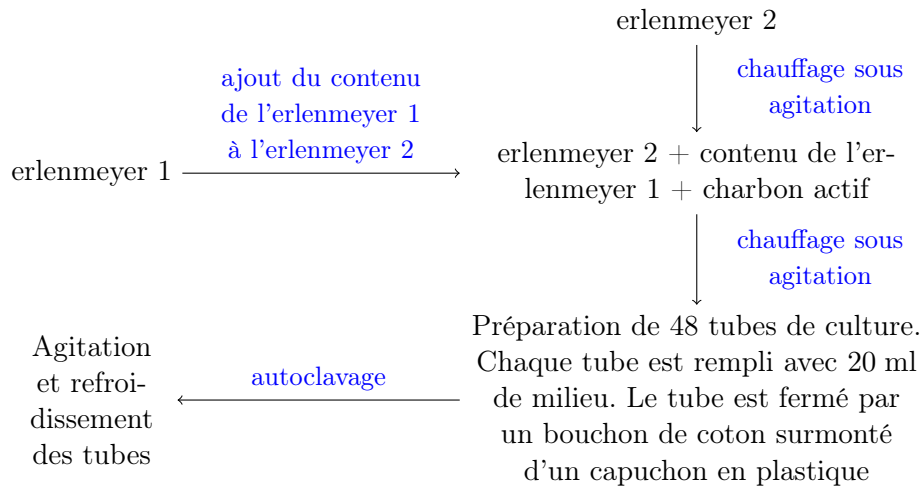 erlenmeyer 2
chauffage sous
agitation
ajout du contenu
de l'erlenmeyer 1
à l'erlenmeyer 2
erlenmeyer 1
erlenmeyer 2 + contenu de l'er-
lenmeyer 1 + charbon actif
chauffage sous
agitation
Préparation de 48 tubes de culture.
Chaque tube est rempli avec 20 ml
de milieu. Le tube est fermé par
un bouchon de coton surmonté
d'un capuchon en plastique
autoclavage
Agitation
et refroi-
dissement
des tubes